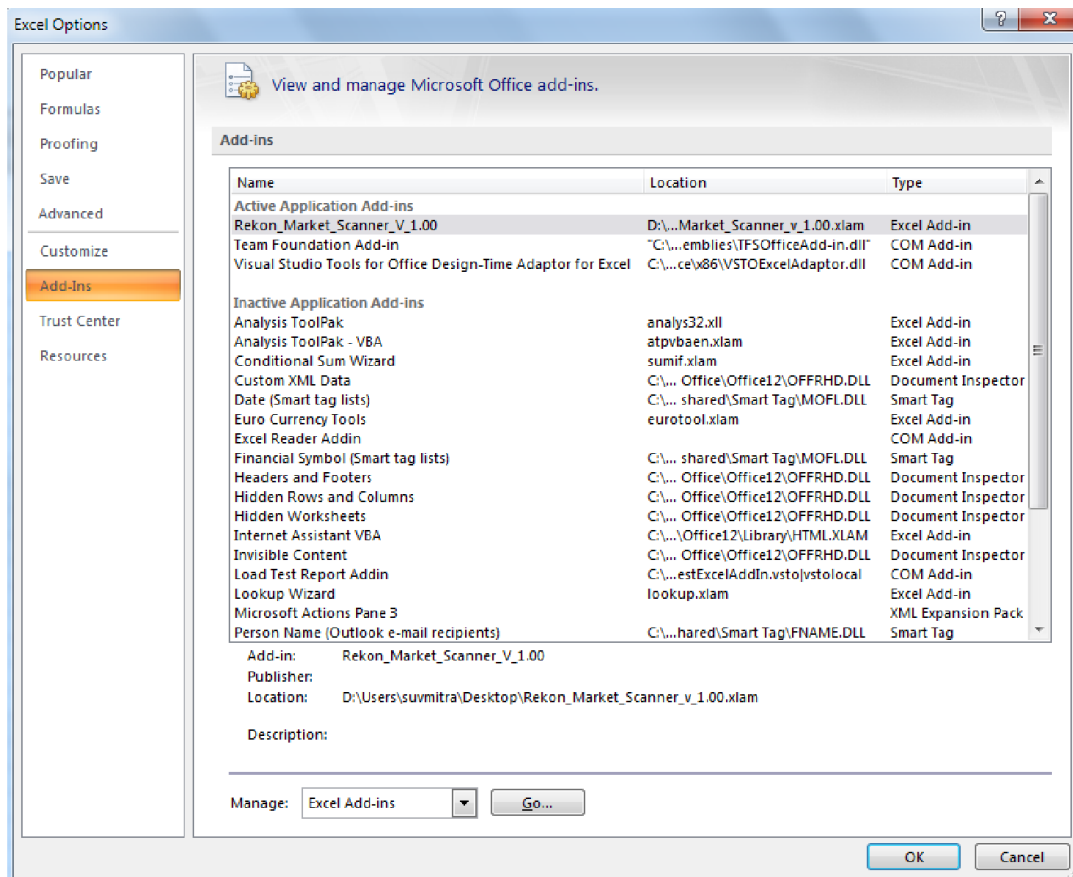 Excel Options
?
X
Popular
Formulas
Proofing
Save
Advanced
Customize
Add-Ins
Trust Center
Resources
View and manage Microsoft Office add-ins.
Add-ins
Name Location Type
Active Application Add-ins
Rekon_Market_Scanner_V_1.00 D:\...Market_Scanner_v_1.00.xlam Excel Add-in
Team Foundation Add-in "C:\...emblies\TFSOfficeAdd-in.dll" COM Add-in
Visual Studio Tools for Office Design-Time Adaptor for Excel C:\...ce\x86\VSTOExcelAdaptor.dll COM Add-in
Inactive Application Add-ins
Analysis ToolPak analys32.xll Excel Add-in
Analysis ToolPak - VBA atpvbaen.xlam Excel Add-in
Conditional Sum Wizard sumif.xlam Excel Add-in
Custom XML Data C:\... Office\Office12\OFFRHD.DLL Document Inspector
Date (Smart tag lists) C:\... shared\Smart Tag\MOFL.DLL Smart Tag
Euro Currency Tools eurotool.xlam Excel Add-in
Excel Reader Addin COM Add-in
Financial Symbol (Smart tag lists) C:\... shared\Smart Tag\MOFL.DLL Smart Tag
Headers and Footers C:\... Office\Office12\OFFRHD.DLL Document Inspector
Hidden Rows and Columns C:\... Office\Office12\OFFRHD.DLL Document Inspector
Hidden Worksheets C:\... Office\Office12\OFFRHD.DLL Document Inspector
Internet Assistant VBA C:\...\Office12\Library\HTML.XLAM Excel Add-in
Invisible Content C:\... Office\Office12\OFFRHD.DLL Document Inspector
Load Test Report Addin C:\...estExcelAddIn.vsto|vstolocal COM Add-in
Lookup Wizard lookup.xlam Excel Add-in
Microsoft Actions Pane 3 XML Expansion Pack
Person Name (Outlook e-mail recipients) C:\...hared\Smart Tag\FNAME.DLL Smart Tag
Add-in: Rekon_Market_Scanner_V_1.00
Publisher:
Location: D:\Users\suvmitra\Desktop\Rekon_Market_Scanner_v_1.00.xlam
Description:
Manage: Excel Add-ins Go...
OK Cancel